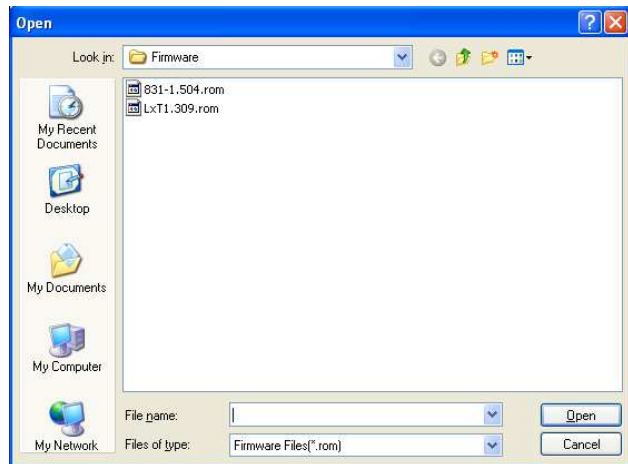 Open
Look in: Firmware
831-1.504.rom
LxT1.309.rom
My Recent
Documents
Desktop
My Documents
My Computer
My Network
File name:
Open
Files of type: Firmware Files(*.rom)
Cancel